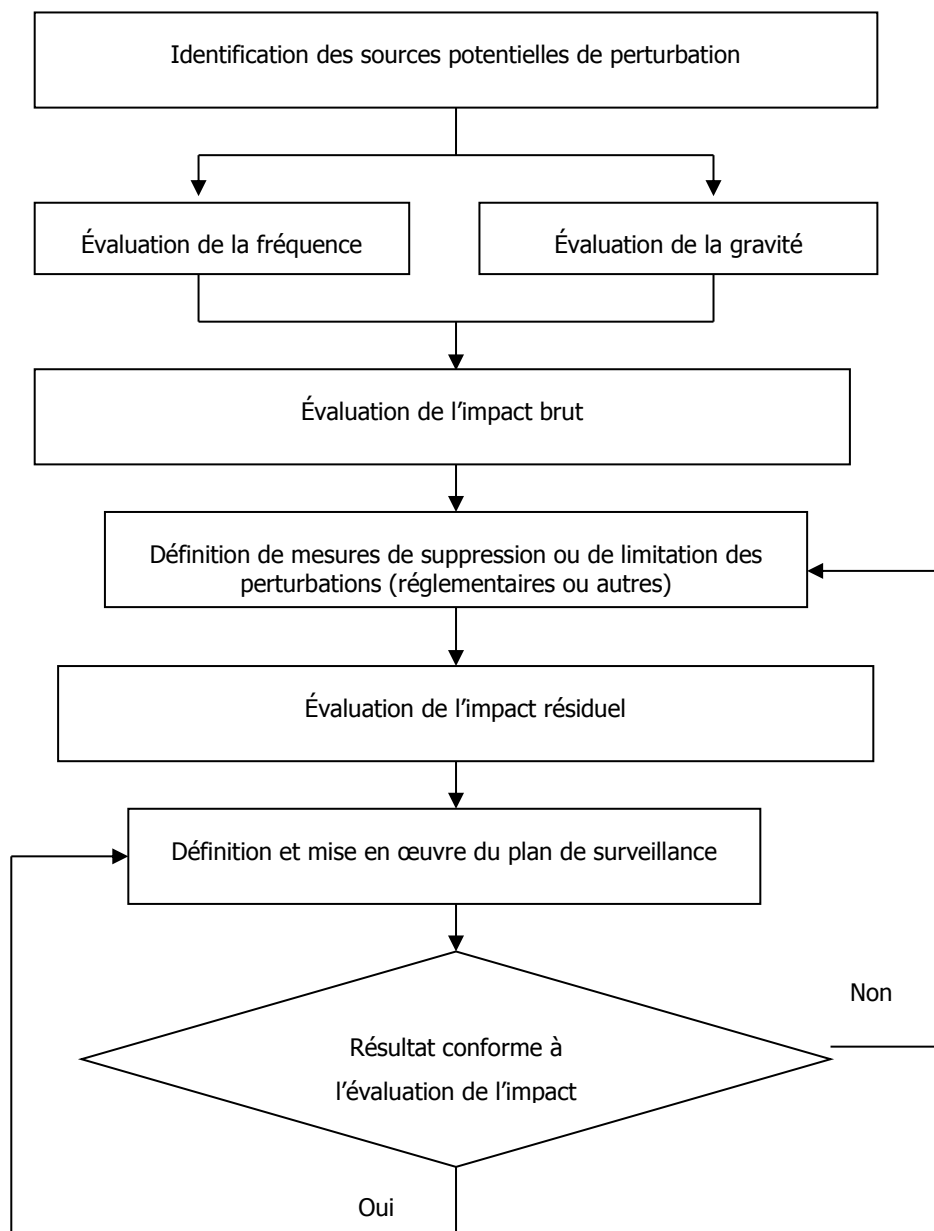 Identification des sources potentielles de perturbation
Évaluation de la fréquence
Évaluation de la gravité
Évaluation de l’impact brut
Définition de mesures de suppression ou de limitation des
perturbations (réglementaires ou autres)
Évaluation de l’impact résiduel
Définition et mise en œuvre du plan de surveillance
Non
Résultat conforme à
l’évaluation de l’impact
Oui